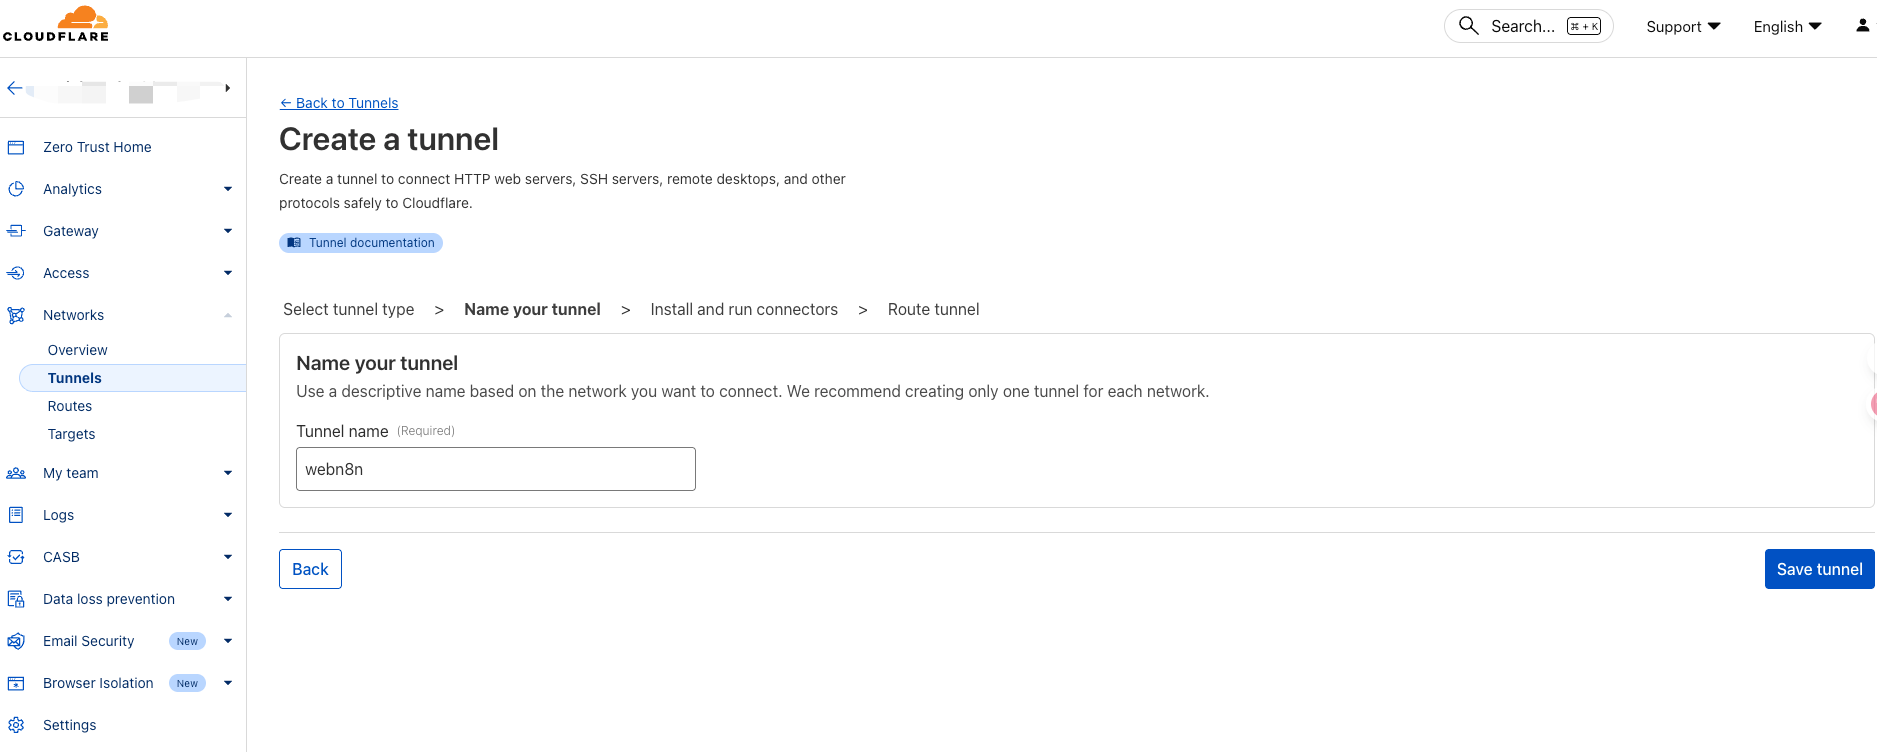 CLOUDFLARE
Search... ⌘ + K
Support
English
← Back to Tunnels
Create a tunnel
Create a tunnel to connect HTTP web servers, SSH servers, remote desktops, and other
protocols safely to Cloudflare.
Tunnel documentation
Select tunnel type > Name your tunnel > Install and run connectors > Route tunnel
Name your tunnel
Use a descriptive name based on the network you want to connect. We recommend creating only one tunnel for each network.
Tunnel name (Required)
webn8n
Back
Save tunnel
Zero Trust Home
Analytics
Gateway
Access
Networks
Overview
Tunnels
Routes
Targets
My team
Logs
CASB
Data loss prevention
Email Security New
Browser Isolation New
Settings